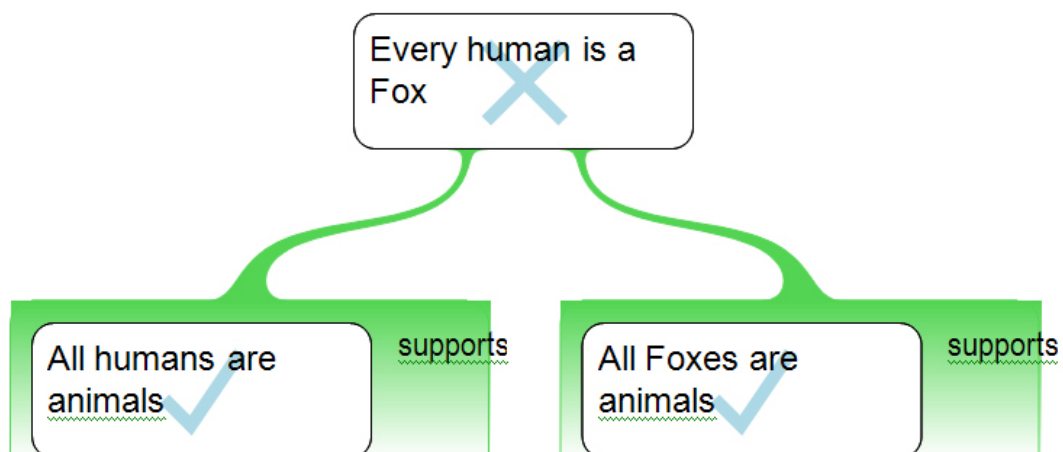 Every human is a
Fox
All humans are
animals
supports
All Foxes are
animals
supports